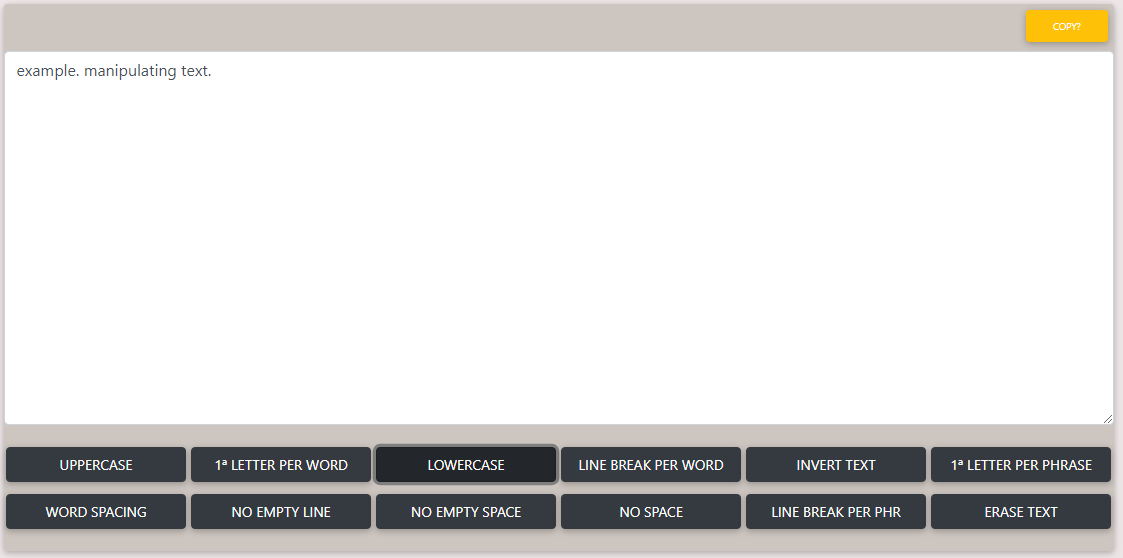 COPY?
example. manipulating text.
UPPERCASE 1ª LETTER PER WORD LOWERCASE LINE BREAK PER WORD INVERT TEXT 1ª LETTER PER PHRASE
WORD SPACING NO EMPTY LINE NO EMPTY SPACE NO SPACE LINE BREAK PER PHR ERASE TEXT